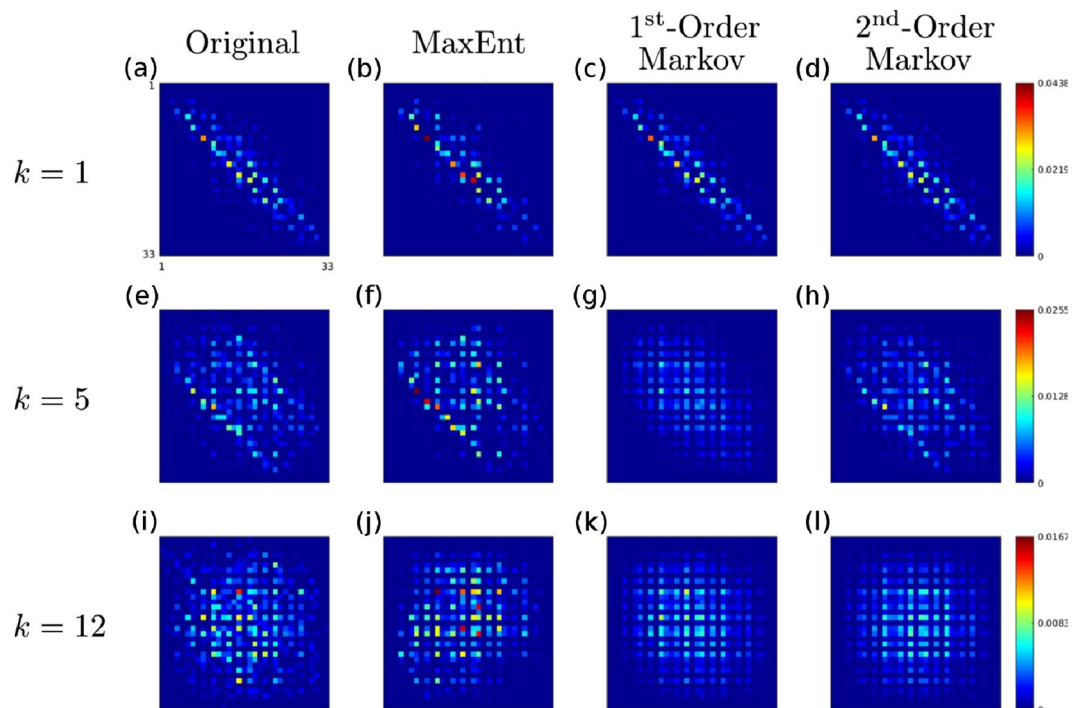 Original
MaxEnt
1st-Order
Markov
2nd-Order
Markov
(a)
(b)
(c)
(d)
1
33
1
33
0.0438
0.0219
0
k = 1
(e)
(f)
(g)
(h)
0.0255
0.0128
0
k = 5
(i)
(j)
(k)
(l)
0.0167
0.0083
0
k = 12